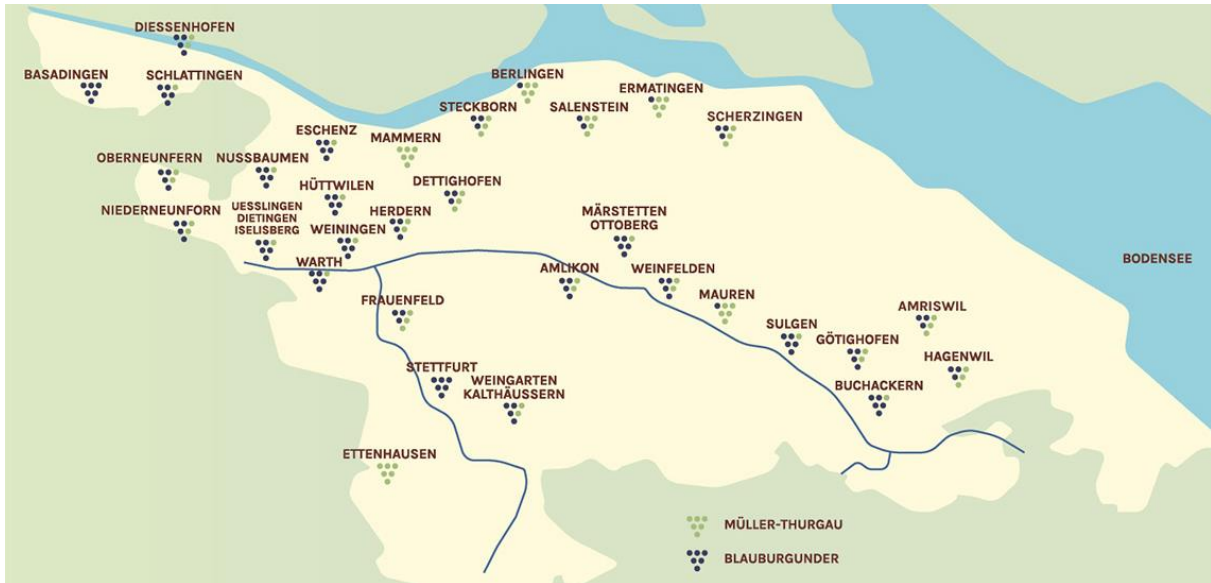 DIESSENHOFEN
BASADINGEN
SCHLATTINGEN
BERLINGEN
ERMATINGEN
STECKBORN
SALENSTEIN
SCHERZINGEN
ESCHENZ
MAMMERN
OBERNEUNFERN
NUSSBAUMEN
HÜTTWILEN
DETTIGHOFEN
NIEDERNEUNFORN
UESSLINGEN
DIETINGEN
ISELISBERG
WEININGEN
HERDERN
MÄRSTETTEN
OTTOBERG
WARTH
AMLIKON
WEINFELDEN
BODENSEE
FRAUENFELD
MAUREN
AMRISWIL
SULGEN
GÖTIGHOFEN
HAGENWIL
STETTFURT
WEINGARTEN
KALTHÄUSSERN
BUCHACKERN
ETTENHAUSEN
MÜLLER-THURGAU
BLAUBURGUNDER